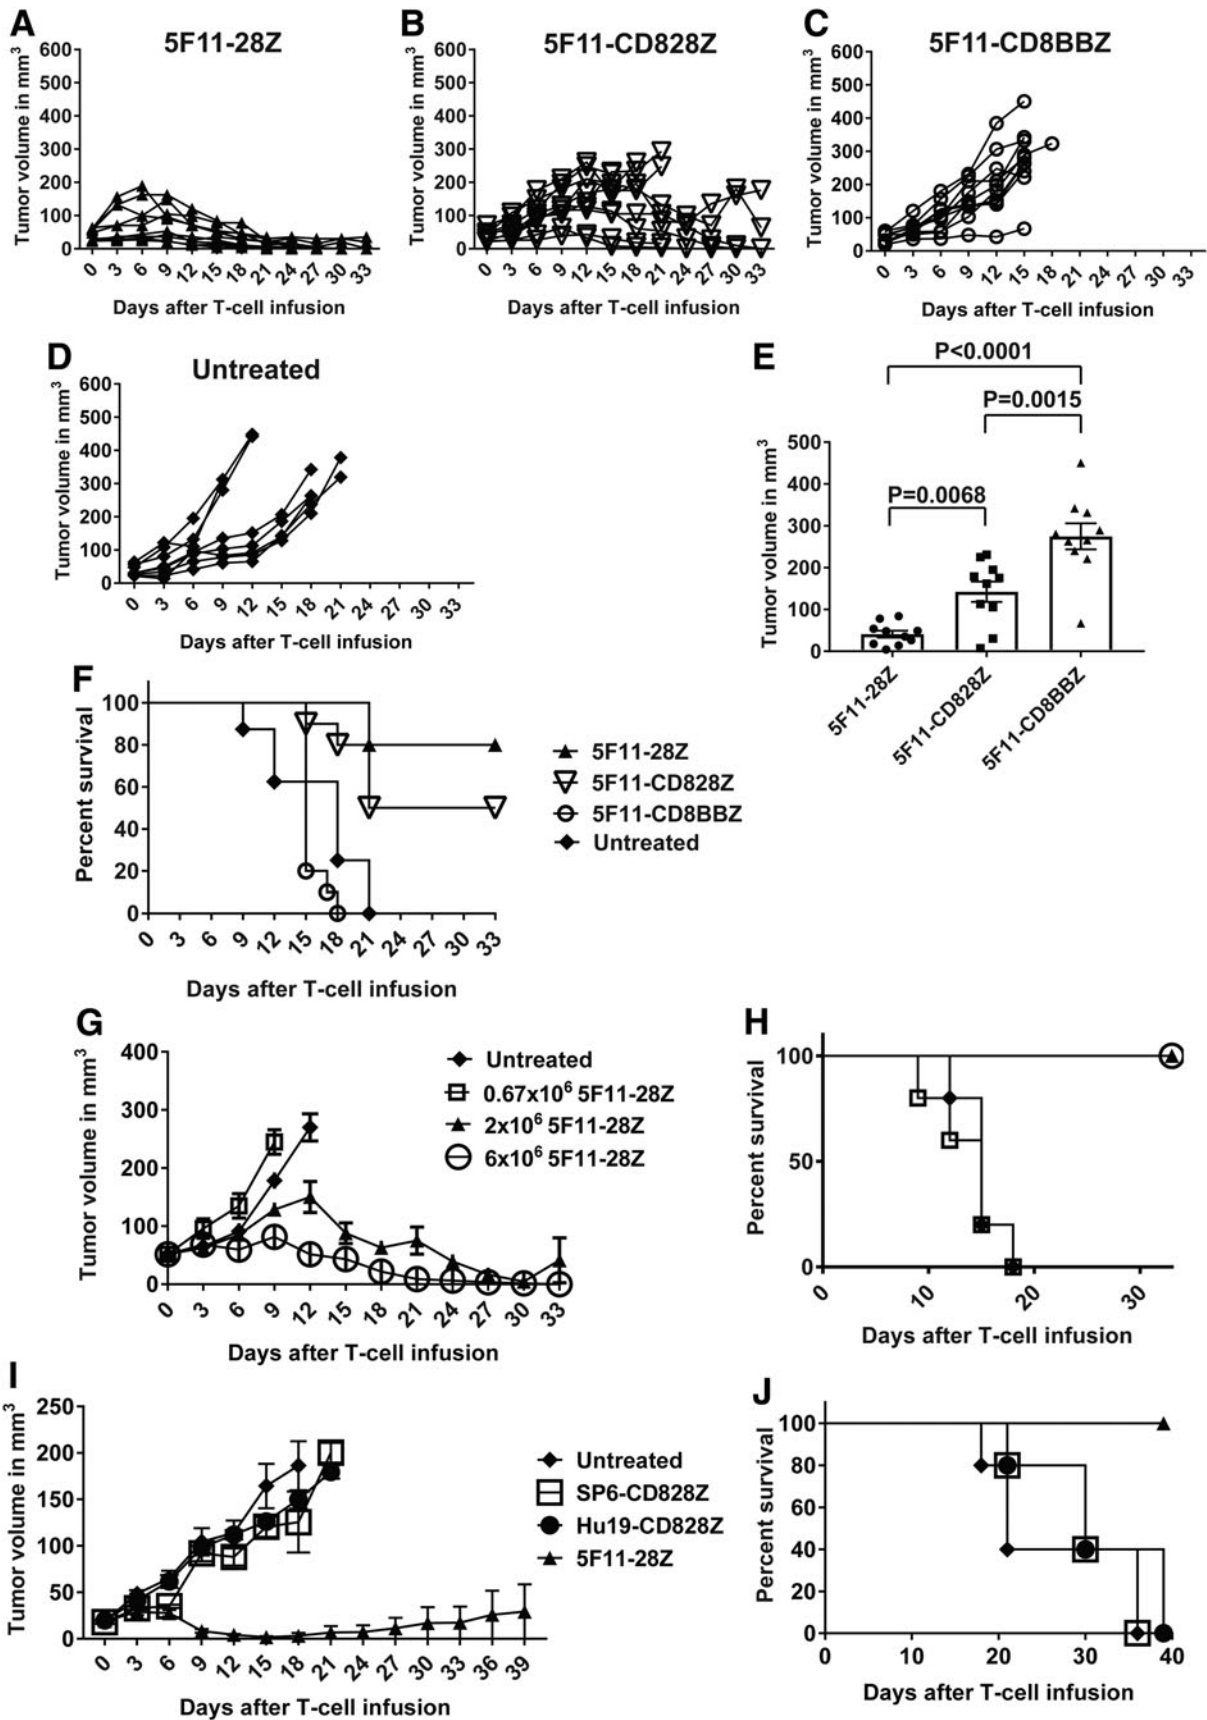 A
5F11-28Z
Tumor volume in mm³
600
500
400
300
200
100
0
0 3 6 9 12 15 18 21 24 27 30 33
Days after T-cell infusion
B
5F11-CD828Z
Tumor volume in mm³
600
500
400
300
200
100
0
0 3 6 9 12 15 18 21 24 27 30 33
Days after T-cell infusion
C
5F11-CD8BBZ
Tumor volume in mm³
600
500
400
300
200
100
0
0 3 6 9 12 15 18 21 24 27 30 33
Days after T-cell infusion
D
Untreated
Tumor volume in mm³
600
500
400
300
200
100
0
0 3 6 9 12 15 18 21 24 27 30 33
Days after T-cell infusion
E
P<0.0001
P=0.0015
P=0.0068
Tumor volume in mm³
500
400
300
200
100
0
5F11-28Z
5F11-CD828Z
5F11-CD8BBZ
F
Percent survival
100
80
60
40
20
0
0 3 6 9 12 15 18 21 24 27 30 33
Days after T-cell infusion
5F11-28Z
5F11-CD828Z
5F11-CD8BBZ
Untreated
G
Tumor volume in mm³
400
300
200
100
0
0 3 6 9 12 15 18 21 24 27 30 33
Days after T-cell infusion
Untreated
0.67x10⁶ 5F11-28Z
2x10⁶ 5F11-28Z
6x10⁶ 5F11-28Z
H
Percent survival
100
50
0
0 10 20 30
Days after T-cell infusion
I
Tumor volume in mm³
250
200
150
100
50
0
0 3 6 9 12 15 18 21 24 27 30 33 36 39
Days after T-cell infusion
Untreated
SP6-CD828Z
Hu19-CD828Z
5F11-28Z
J
Percent survival
100
80
60
40
20
0
0 10 20 30 40
Days after T-cell infusion